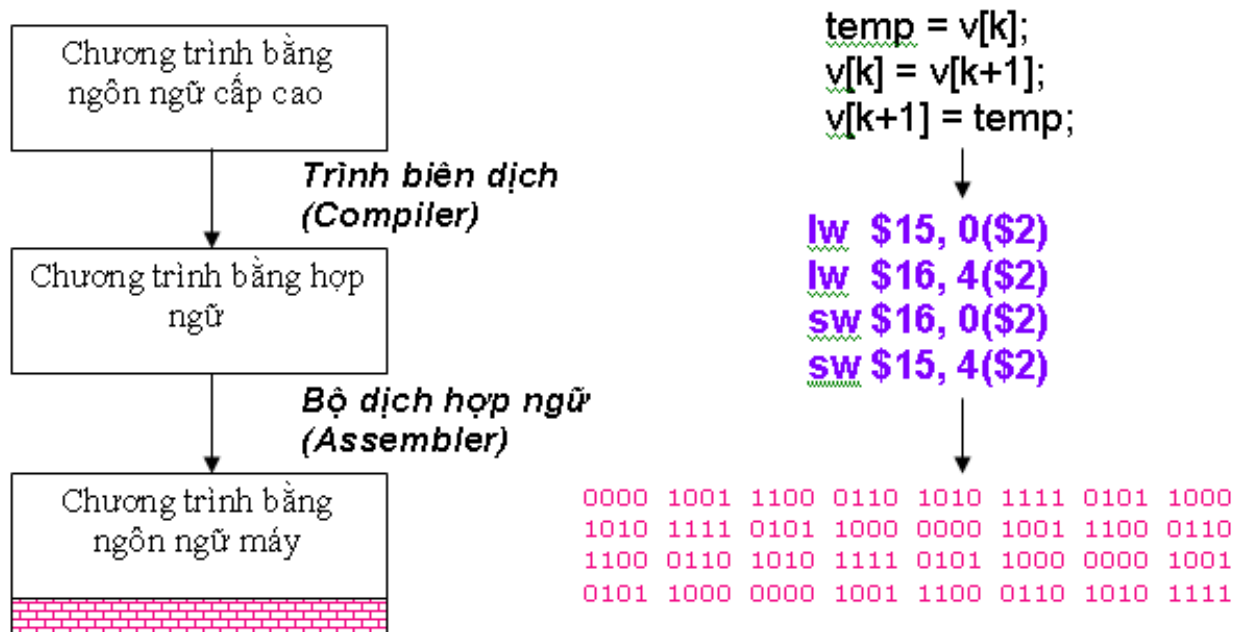 Chương trình bằng
ngôn ngữ cấp cao
Trình biên dịch
(Compiler)
Chương trình bằng hợp
ngữ
Bộ dịch hợp ngữ
(Assembler)
Chương trình bằng
ngôn ngữ máy
temp = v[k];
v[k] = v[k+1];
v[k+1] = temp;
lw $15, 0($2)
lw $16, 4($2)
sw $16, 0($2)
sw $15, 4($2)
0000 1001 1100 0110 1010 1111 0101 1000
1010 1111 0101 1000 0000 1001 1100 0110
1100 0110 1010 1111 0101 1000 0000 1001
0101 1000 0000 1001 1100 0110 1010 1111